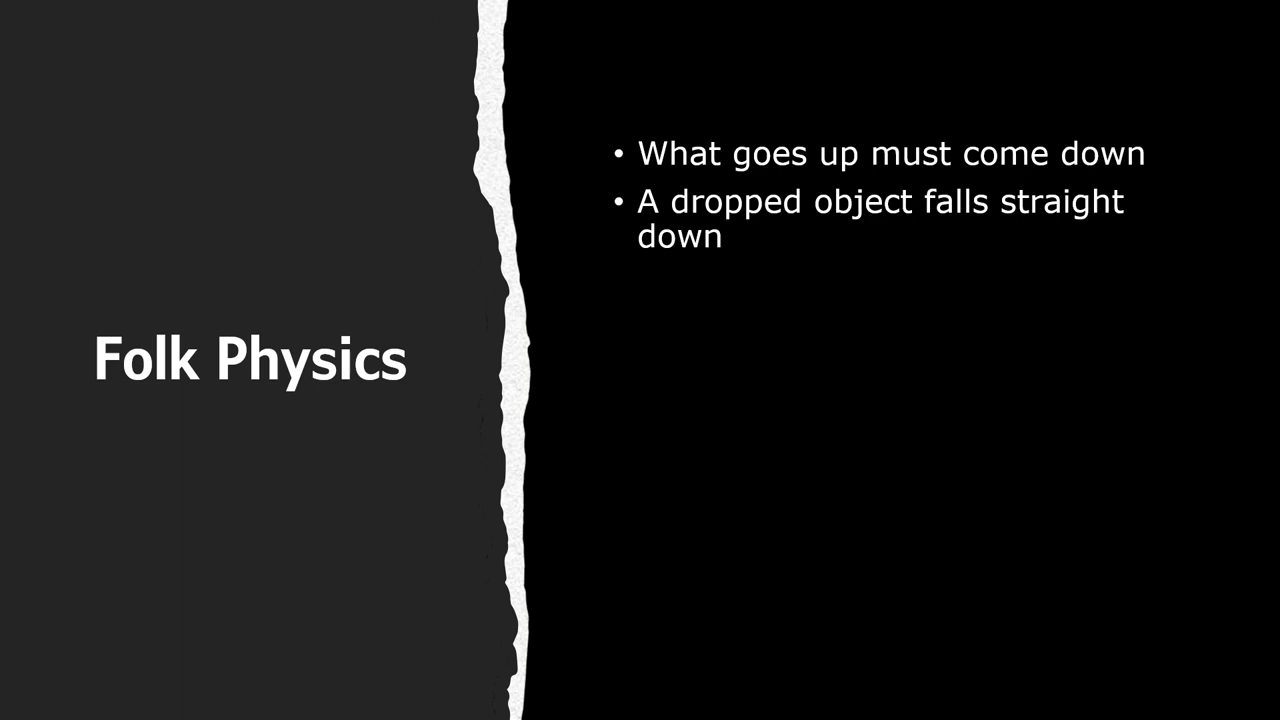 Folk Physics
• What goes up must come down
• A dropped object falls straight
down